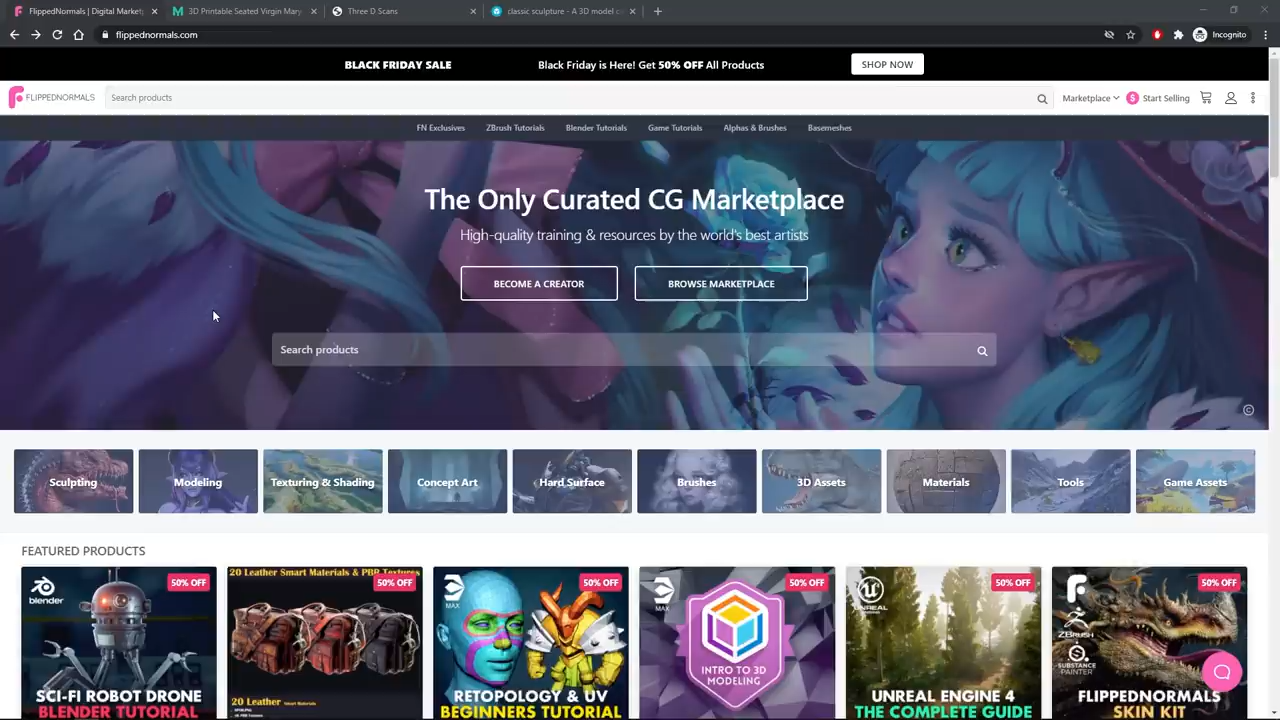 FlippedNormals | Digital Marketp
3D Printable Seated Virgin Mary
Three D Scans
classic sculpture - A 3D model c
flippednormals.com
Incognito
BLACK FRIDAY SALE
Black Friday is Here! Get 50% OFF All Products
SHOP NOW
FLIPPEDNORMALS
Search products
Marketplace
$
Start Selling
FN Exclusives
ZBrush Tutorials
Blender Tutorials
Game Tutorials
Alphas & Brushes
Basemeshes
The Only Curated CG Marketplace
High-quality training & resources by the world's best artists
BECOME A CREATOR
BROWSE MARKETPLACE
Search products
©
Sculpting
Modeling
Texturing & Shading
Concept Art
Hard Surface
Brushes
3D Assets
Materials
Tools
Game Assets
FEATURED PRODUCTS
blender
50% OFF
SCI-FI ROBOT DRONE
BLENDER TUTORIAL
20 Leather Smart Materials & PBR Textures
50% OFF
20 Leather Smart Materials
MAX
50% OFF
RETOPOLOGY & UV
BEGINNERS TUTORIAL
MAX
50% OFF
INTRO TO 3D
MODELING
UNREAL
50% OFF
UNREAL ENGINE 4
THE COMPLETE GUIDE
50% OFF
ZBRUSH
SUBSTANCE
PAINTER
FLIPPEDNORMALS
SKIN KIT